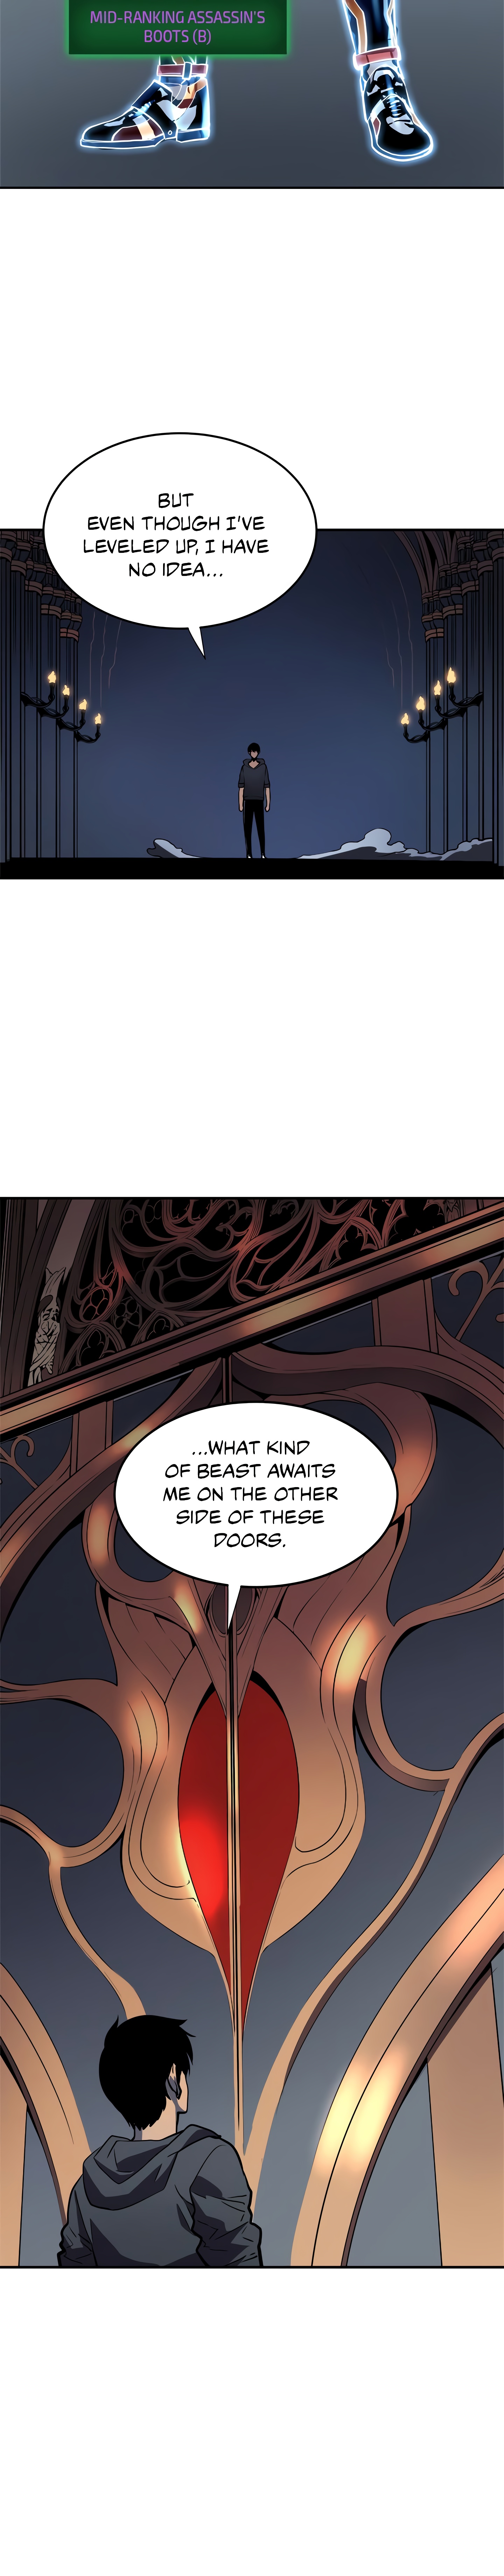 MID-RANKING ASSASSIN'S
BOOTS (B)
BUT
EVEN THOUGH I'VE
LEVELED UP, I HAVE
NO IDEA...
...WHAT KIND
OF BEAST AWAITS
ME ON THE OTHER
SIDE OF THESE
DOORS.